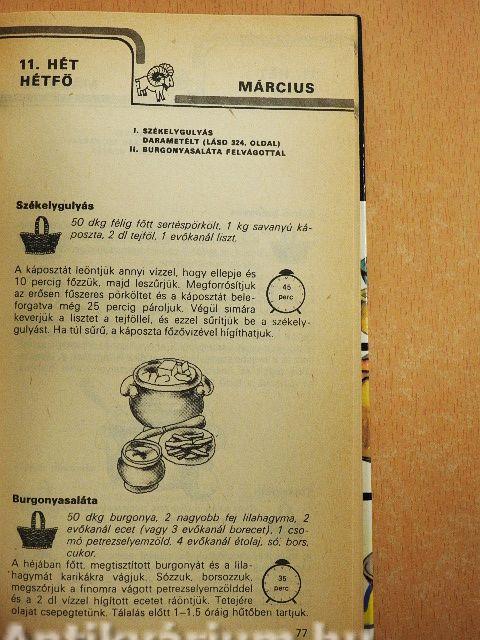 11. HÉT
HÉTFŐ
MÁRCIUS
I. SZÉKELYGULYÁS
DARAMETÉLT (LÁSD 324. OLDAL)
II. BURGONYASALÁTA FELVÁGOTTAL
Székelygulyás
50 dkg félig főtt sertéspörkölt, 1 kg savanyú ká-
poszta, 2 dl tejföl, 1 evőkanál liszt.
A káposztát leöntjük annyi vízzel, hogy ellepje és
10 percig főzzük, majd leszűrjük. Megforrósítjuk
az erősen fűszeres pörköltet és a káposztát bele-
forgatva még 25 percig pároljuk. Végül simára
keverjük a lisztet a tejföllel, és ezzel sűrítjük be a székely-
gulyást. Ha túl sűrű, a káposzta főzővizével hígíthatjuk.
45
perc
Burgonyasaláta
50 dkg burgonya, 2 nagyobb fej lilahagyma, 2
evőkanál ecet (vagy 3 evőkanál borecet), 1 cso-
mó petrezselyemzöld, 4 evőkanál étolaj, só, bors,
cukor.
A héjában főtt, megtisztított burgonyát és a lila-
hagymát karikákra vágjuk. Sózzuk, borsozzuk,
megszórjuk a finomra vágott petrezselyemzölddel
és a 2 dl vízzel hígított ecetet ráöntjük. Tetejére
olajat csepegtetünk. Tálalás előtt 1–1,5 óráig hűtőben tartjuk.
35
perc
77